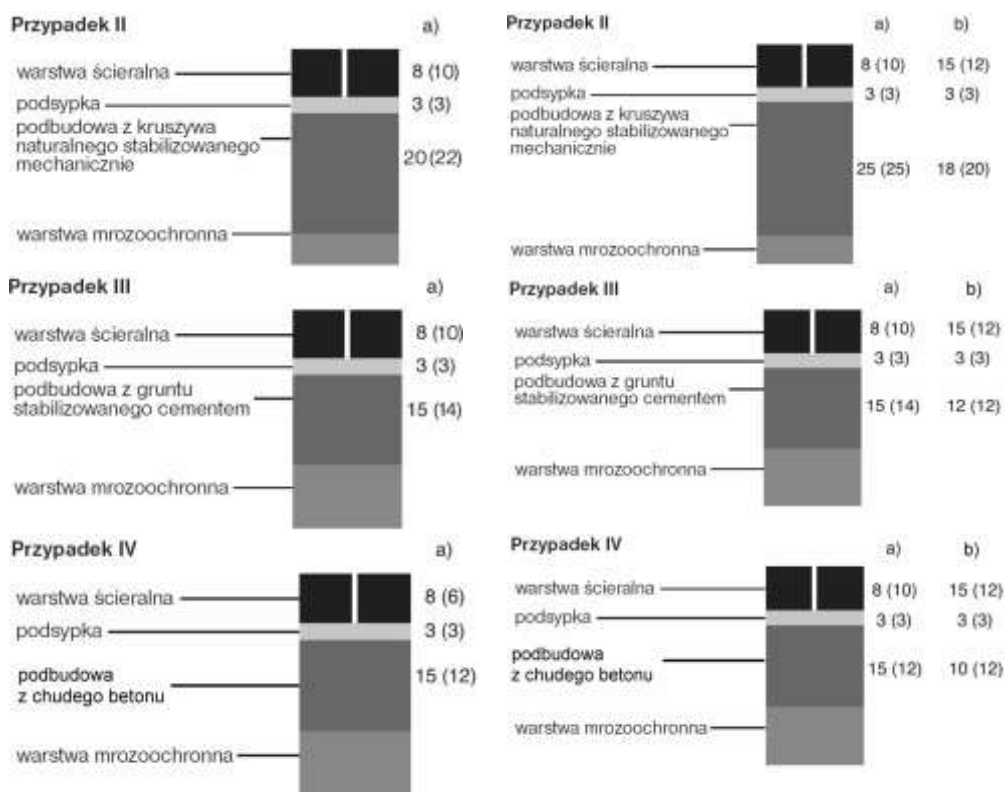 Przypadek II a)
warstwa ścieralna 8 (10)
podsypka 3 (3)
podbudowa z kruszywa
naturalnego stabilizowanego
mechanicznie 20 (22)
warstwa mrozoochronna
Przypadek III a)
warstwa ścieralna 8 (10)
podsypka 3 (3)
podbudowa z gruntu
stabilizowanego cementem 15 (14)
warstwa mrozoochronna
Przypadek IV a)
warstwa ścieralna 8 (6)
podsypka 3 (3)
podbudowa 15 (12)
z chudego betonu
warstwa mrozoochronna
Przypadek II a) b)
warstwa ścieralna 8 (10) 15 (12)
podsypka 3 (3) 3 (3)
podbudowa z kruszywa
naturalnego stabilizowanego
mechanicznie
25 (25) 18 (20)
warstwa mrozoochronna
Przypadek III a) b)
warstwa ścieralna 8 (10) 15 (12)
podsypka 3 (3) 3 (3)
podbudowa z gruntu
stabilizowanego cementem
15 (14) 12 (12)
warstwa mrozoochronna
Przypadek IV a) b)
warstwa ścieralna 8 (10) 15 (12)
podsypka 3 (3) 3 (3)
podbudowa
z chudego betonu 15 (12) 10 (12)
warstwa mrozoochronna